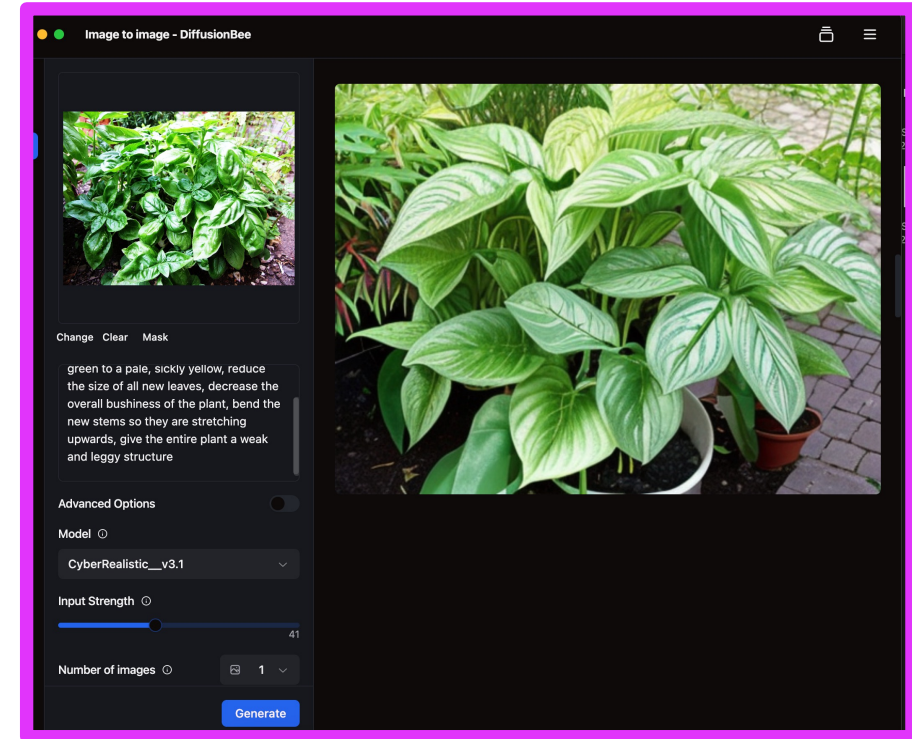 Image to image - DiffusionBee
Change Clear Mask
green to a pale, sickly yellow, reduce
the size of all new leaves, decrease the
overall bushiness of the plant, bend the
new stems so they are stretching
upwards, give the entire plant a weak
and leggy structure
Advanced Options
Model
CyberRealistic__v3.1
Input Strength
41
Number of images
1
Generate